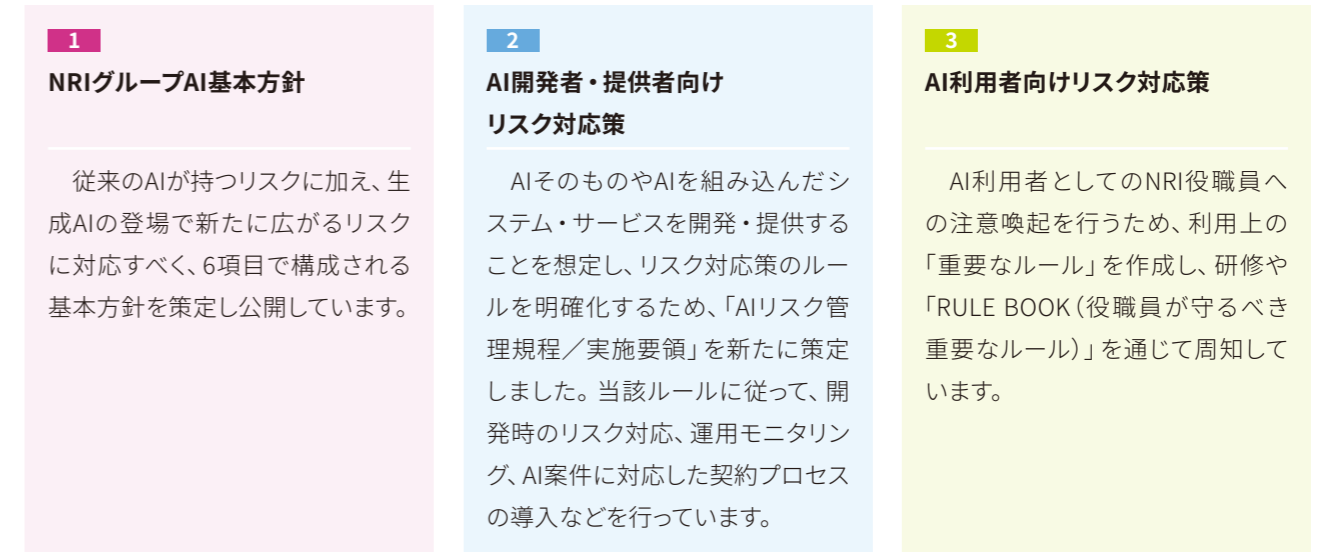 1
NRIグループAI基本方針
従来のAIが持つリスクに加え、生
成AIの登場で新たに広がるリスク
に対応すべく、6項目で構成される
基本方針を策定し公開しています。
2
AI開発者・提供者向け
リスク対応策
AIそのものやAIを組み込んだシ
ステム・サービスを開発・提供する
ことを想定し、リスク対応策のルー
ルを明確化するため、「AIリスク管
理規程／実施要領」を新たに策定
しました。当該ルールに従って、開
発時のリスク対応、運用モニタリン
グ、AI案件に対応した契約プロセス
の導入などを行っています。
3
AI利用者向けリスク対応策
AI利用者としてのNRI役職員へ
の注意喚起を行うため、利用上の
「重要なルール」を作成し、研修や
「RULE BOOK（役職員が守るべき
重要なルール）」を通じて周知して
います。